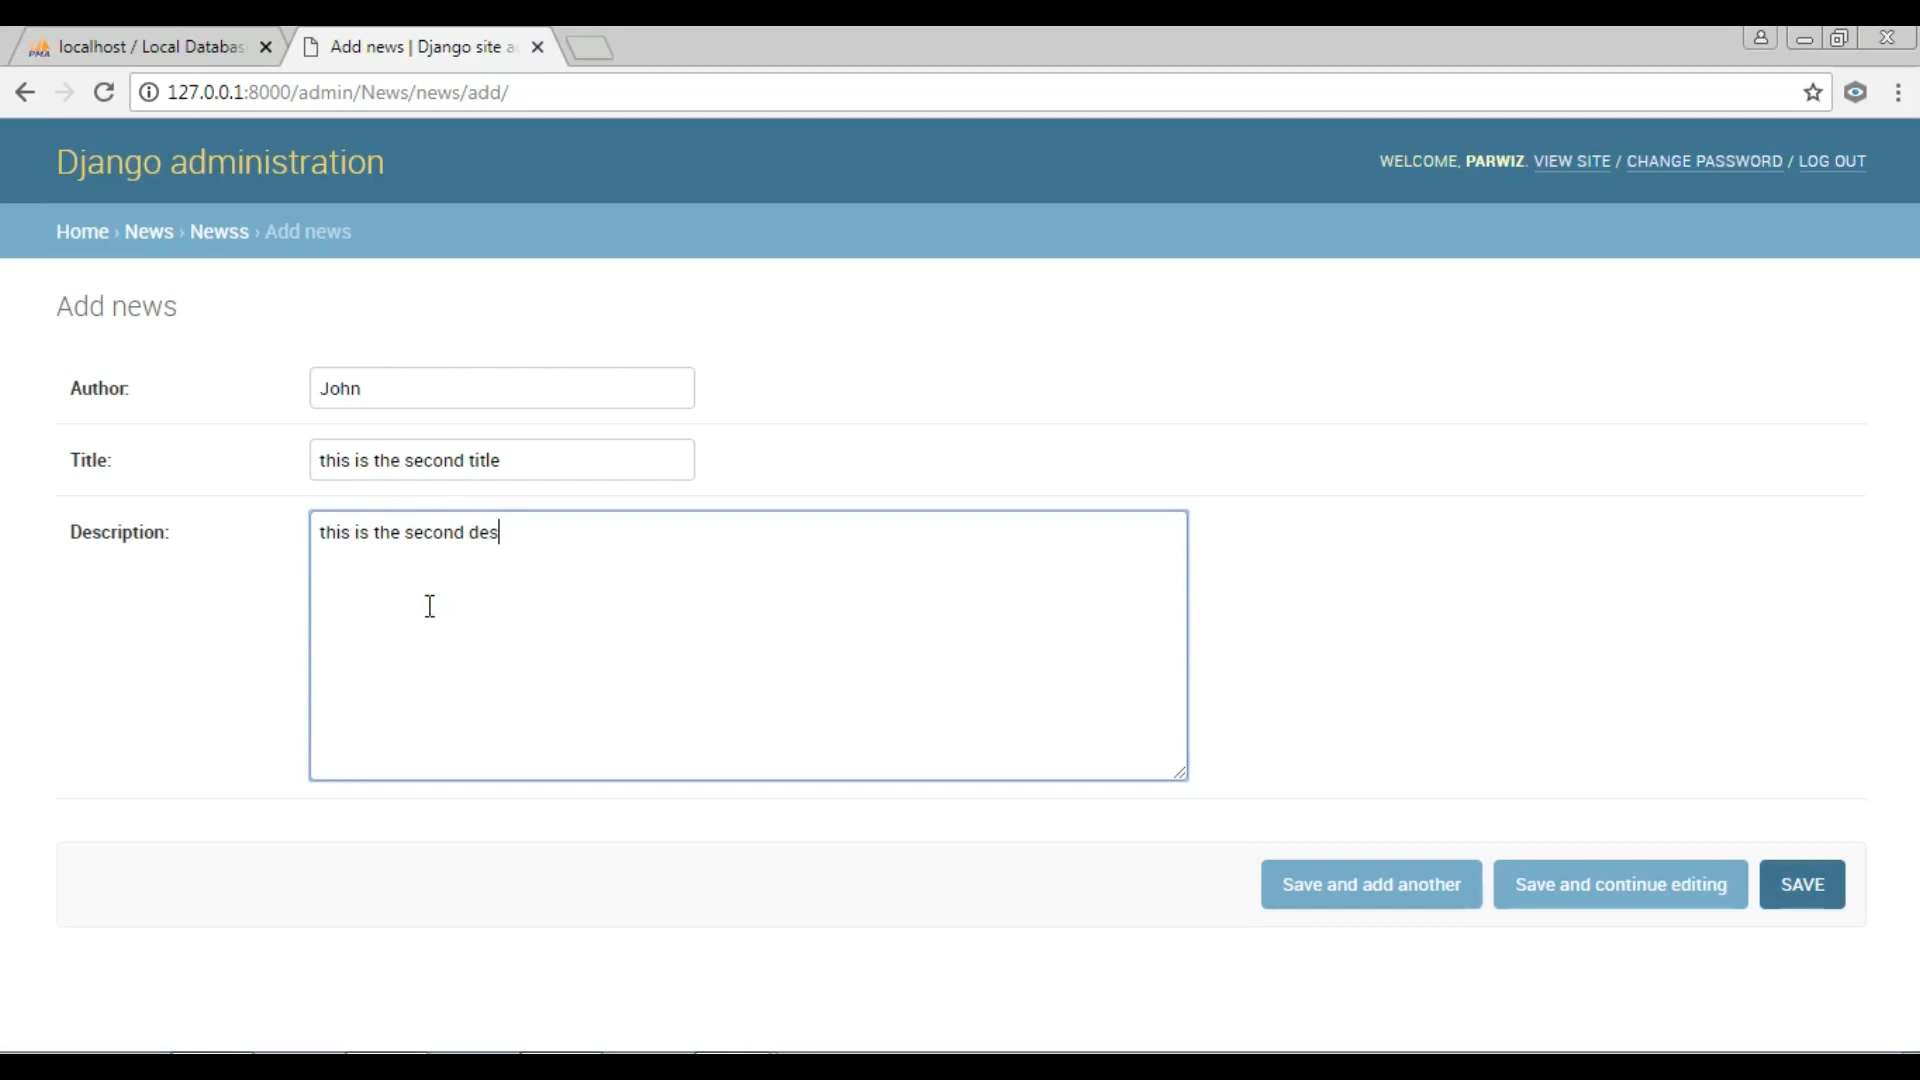 PMA localhost / Local Databas
Add news | Django site a
127.0.0.1:8000/admin/News/news/add/
Django administration
WELCOME, PARWIZ. VIEW SITE / CHANGE PASSWORD / LOG OUT
Home › News › Newss › Add news
Add news
Author:
John
Title:
this is the second title
Description:
this is the second des
Save and add another
Save and continue editing
SAVE